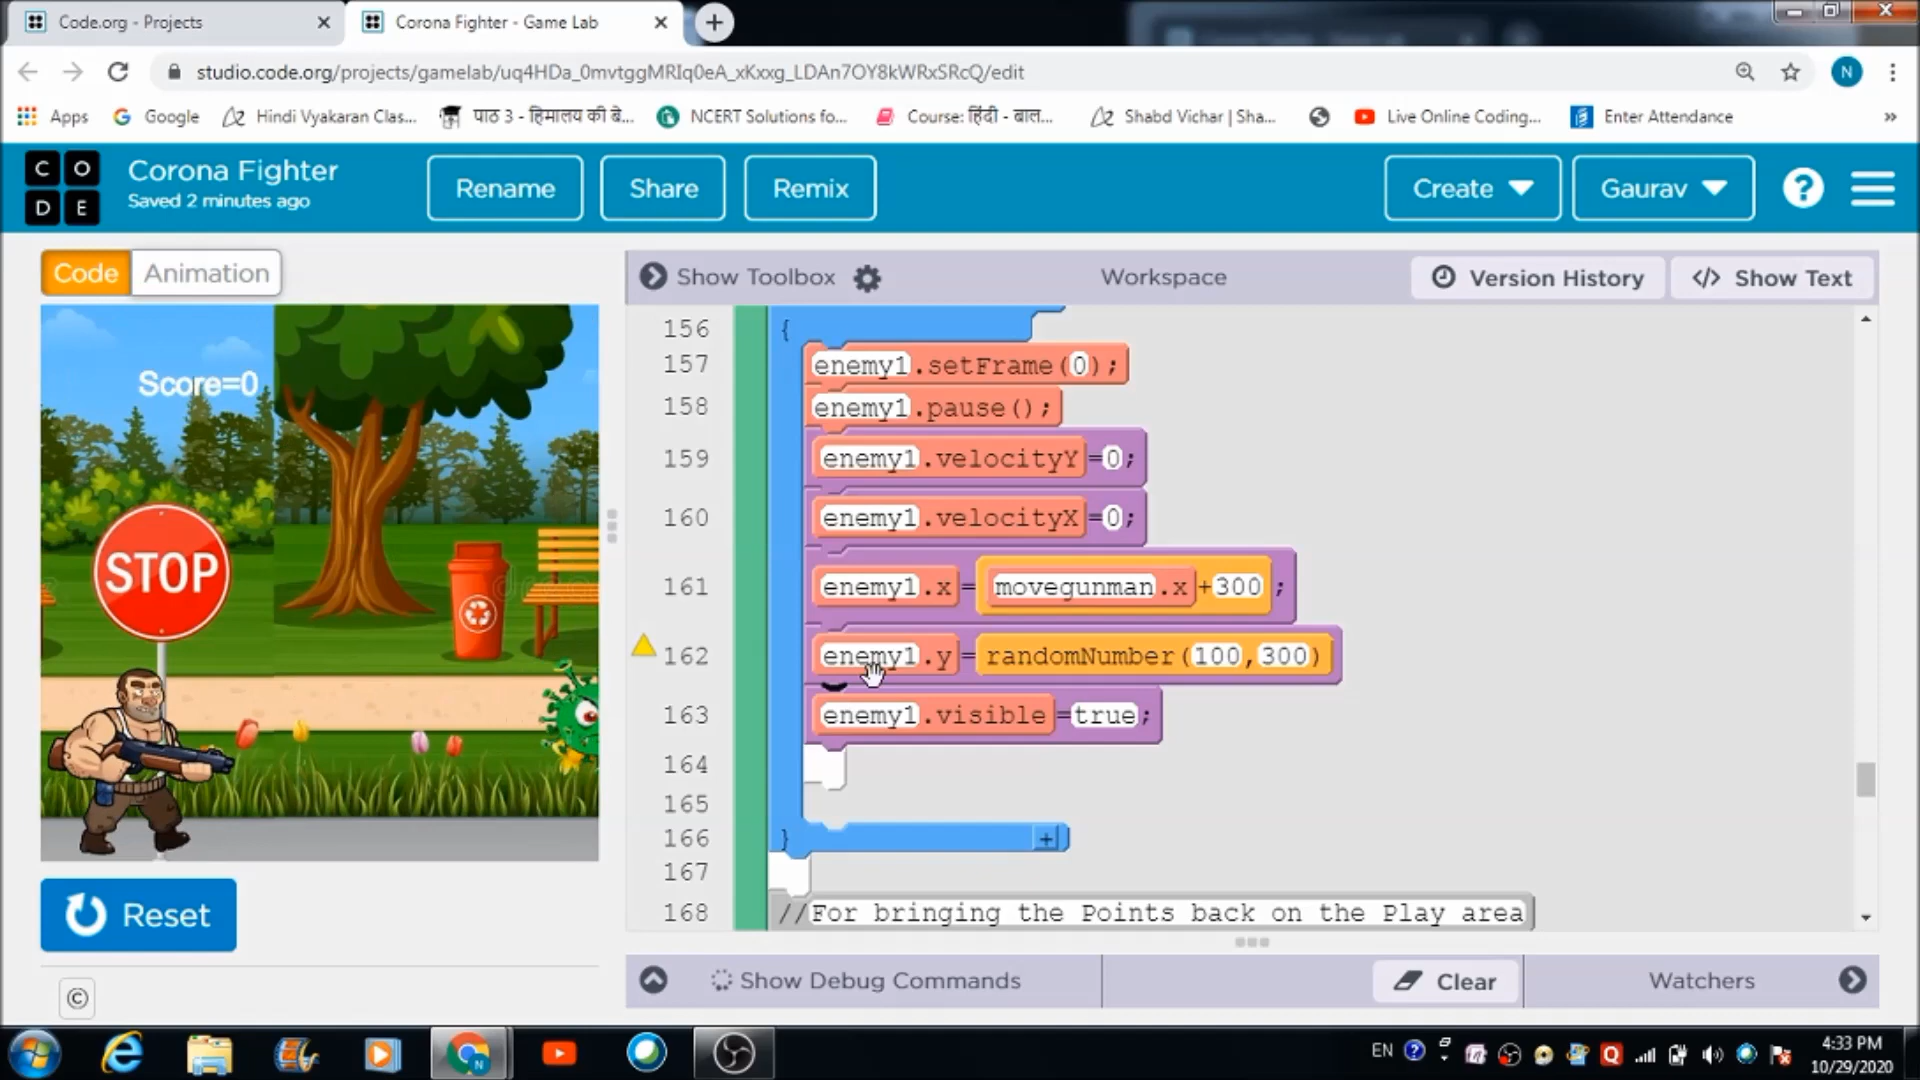 Code.org - Projects
Corona Fighter - Game Lab
studio.code.org/projects/gamelab/uq4HDa_0mvtggMRIq0eA_xKxxg_LDAn7OY8kWRxSRcQ/edit
N
Apps
Google
Hindi Vyakaran Clas...
पाठ 3 - हिमालय की बे...
NCERT Solutions fo...
Course: हिंदी - बाल...
Shabd Vichar | Sha...
Live Online Coding...
Enter Attendance
»
C O
D E
Corona Fighter
Saved 2 minutes ago
Rename
Share
Remix
Create
Gaurav
?
Code
Animation
Show Toolbox
Workspace
Version History
</> Show Text
Score=0
STOP
156 {
157 enemy1.setFrame(0);
158 enemy1.pause();
159 enemy1.velocityY=0;
160 enemy1.velocityX=0;
161 enemy1.x=movegunman.x+300;
162 enemy1.y=randomNumber(100,300)
163 enemy1.visible=true;
164
165
166 } +
167
168 //For bringing the Points back on the Play area
Reset
©
Show Debug Commands
Clear
Watchers
EN
4:33 PM
10/29/2020